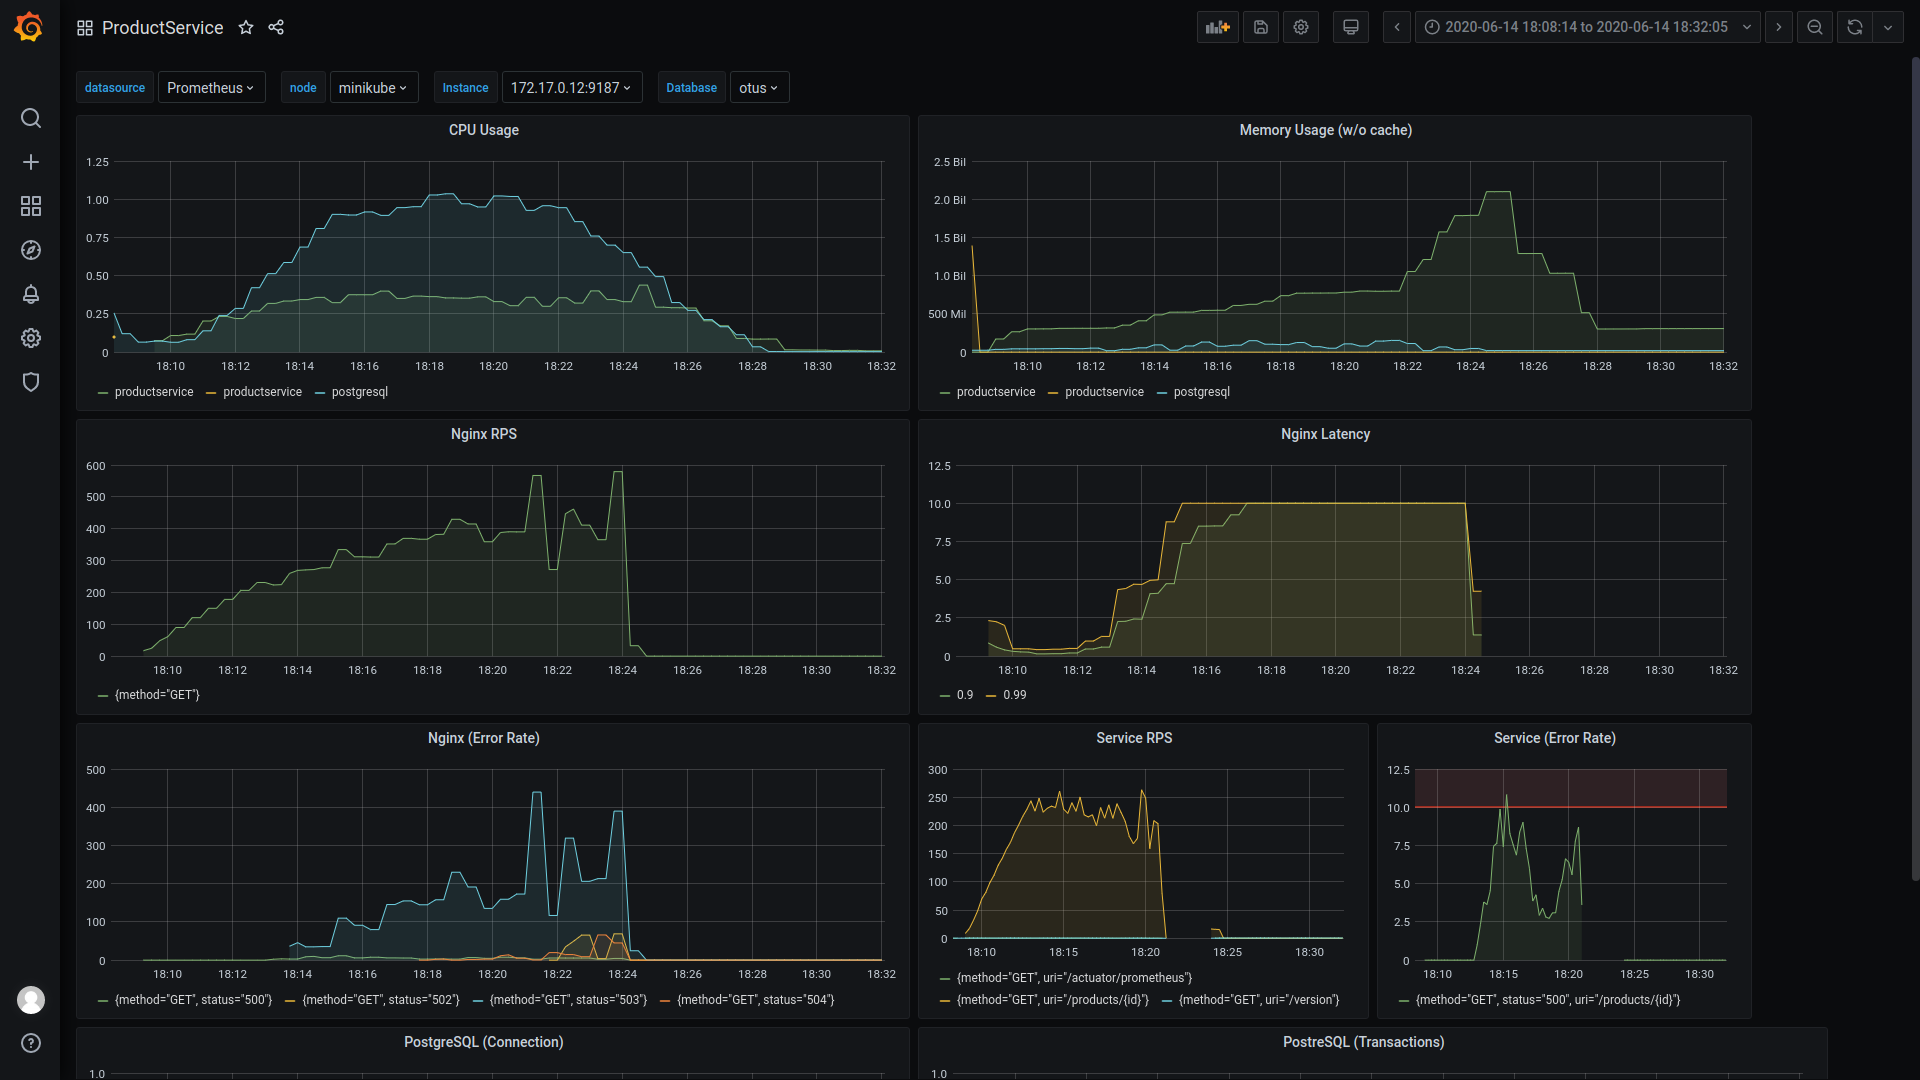 ProductService
2020-06-14 18:08:14 to 2020-06-14 18:32:05
datasource Prometheus node minikube Instance 172.17.0.12:9187 Database otus
CPU Usage
1.25
1.00
0.75
0.50
0.25
0
18:10 18:12 18:14 18:16 18:18 18:20 18:22 18:24 18:26 18:28 18:30 18:32
productservice productservice postgresql
Memory Usage (w/o cache)
2.5 Bil
2.0 Bil
1.5 Bil
1.0 Bil
500 Mil
0
18:10 18:12 18:14 18:16 18:18 18:20 18:22 18:24 18:26 18:28 18:30 18:32
productservice productservice postgresql
Nginx RPS
600
500
400
300
200
100
0
18:10 18:12 18:14 18:16 18:18 18:20 18:22 18:24 18:26 18:28 18:30 18:32
{method="GET"}
Nginx Latency
12.5
10.0
7.5
5.0
2.5
0
18:10 18:12 18:14 18:16 18:18 18:20 18:22 18:24 18:26 18:28 18:30 18:32
0.9 0.99
Nginx (Error Rate)
500
400
300
200
100
0
18:10 18:12 18:14 18:16 18:18 18:20 18:22 18:24 18:26 18:28 18:30 18:32
{method="GET", status="500"} {method="GET", status="502"} {method="GET", status="503"} {method="GET", status="504"}
Service RPS
300
250
200
150
100
50
0
18:10 18:15 18:20 18:25 18:30
{method="GET", uri="/actuator/prometheus"}
{method="GET", uri="/products/{id}"} {method="GET", uri="/version"}
Service (Error Rate)
12.5
10.0
7.5
5.0
2.5
0
18:10 18:15 18:20 18:25 18:30
{method="GET", status="500", uri="/products/{id}"}
PostgreSQL (Connection)
1.0
PostreSQL (Transactions)
1.0